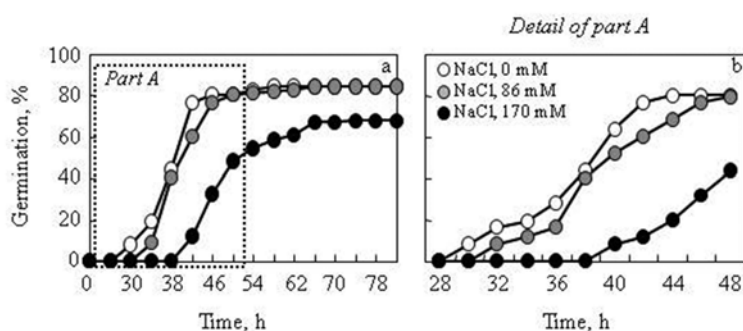 Detail of part A
100
80
60
40
20
0
Germination, %
Part A
a
b
NaCl, 0 mM
NaCl, 86 mM
NaCl, 170 mM
0 30 38 46 54 62 70 78
28 32 36 40 44 48
Time, h
Time, h